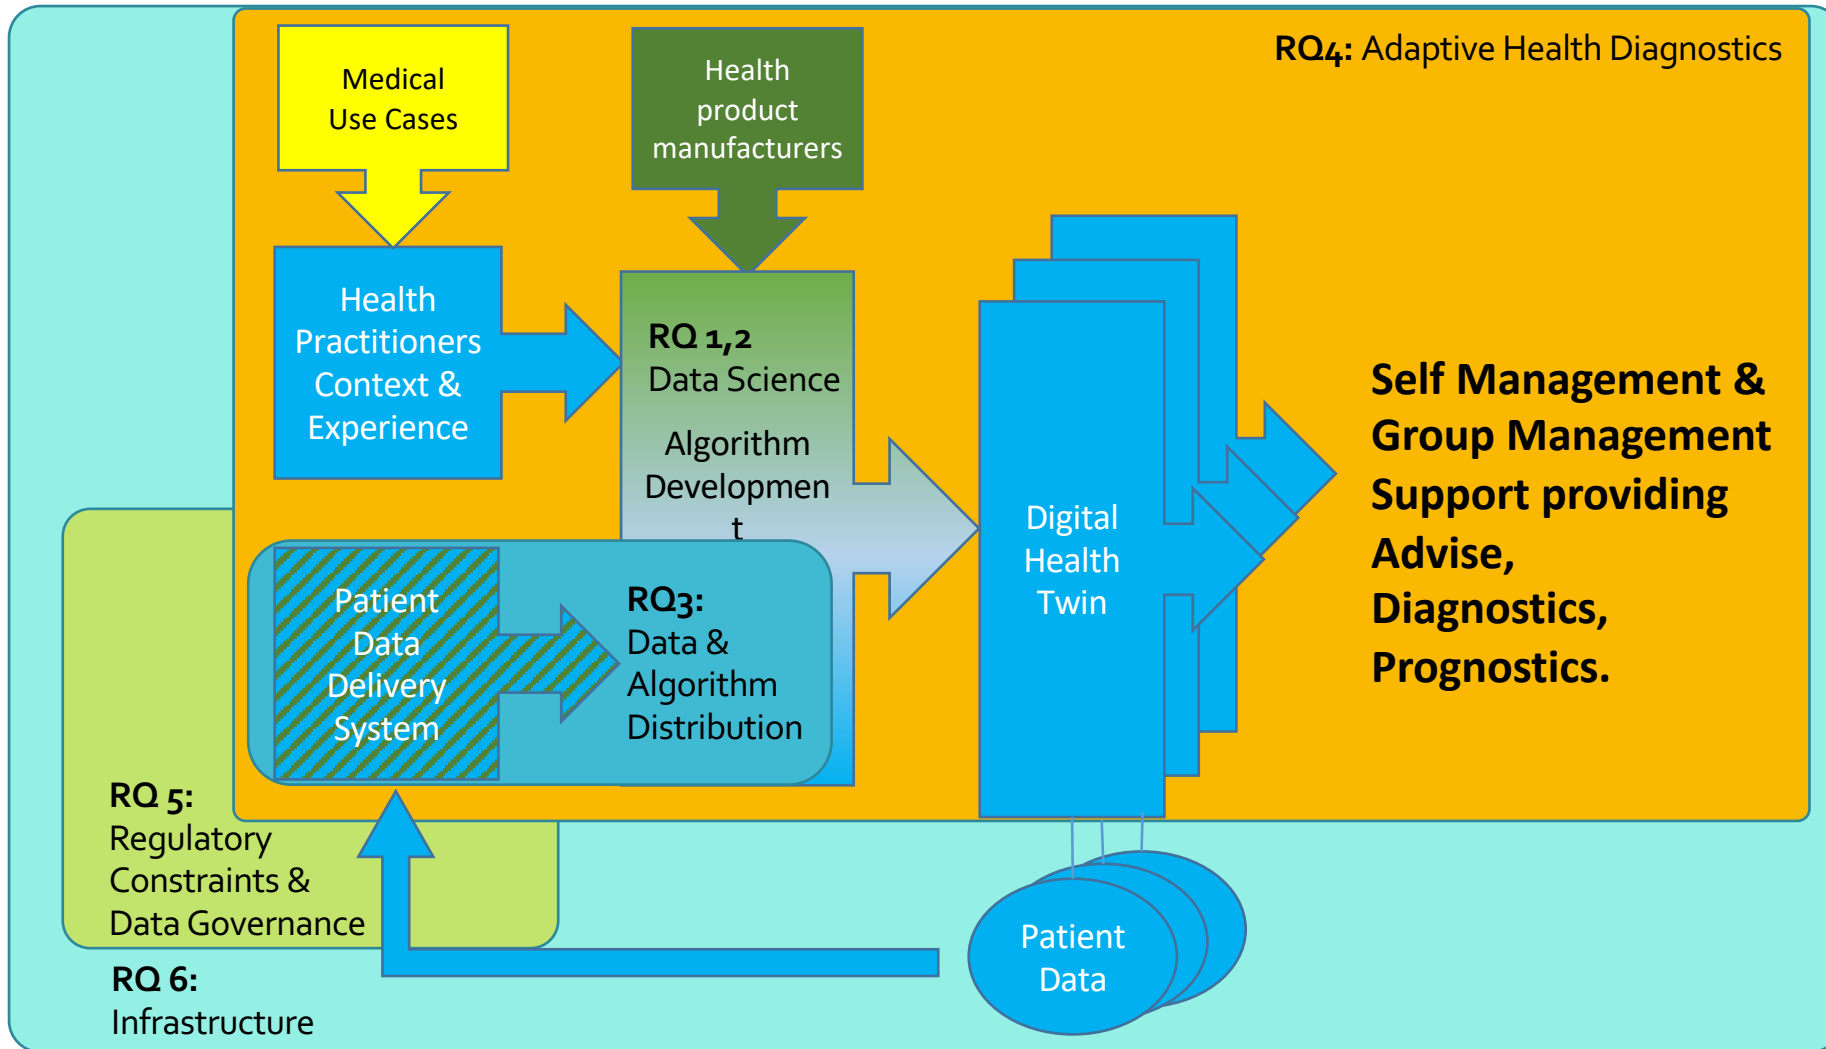 RQ4: Adaptive Health Diagnostics
Medical
Use Cases
Health
product
manufacturers
Health
Practitioners
Context &
Experience
RQ 1,2
Data Science
Algorithm
Developmen
t
Patient
Data
Delivery
System
RQ3:
Data &
Algorithm
Distribution
Digital
Health
Twin
Self Management &
Group Management
Support providing
Advise,
Diagnostics,
Prognostics.
RQ 5:
Regulatory
Constraints &
Data Governance
RQ 6:
Infrastructure
Patient
Data